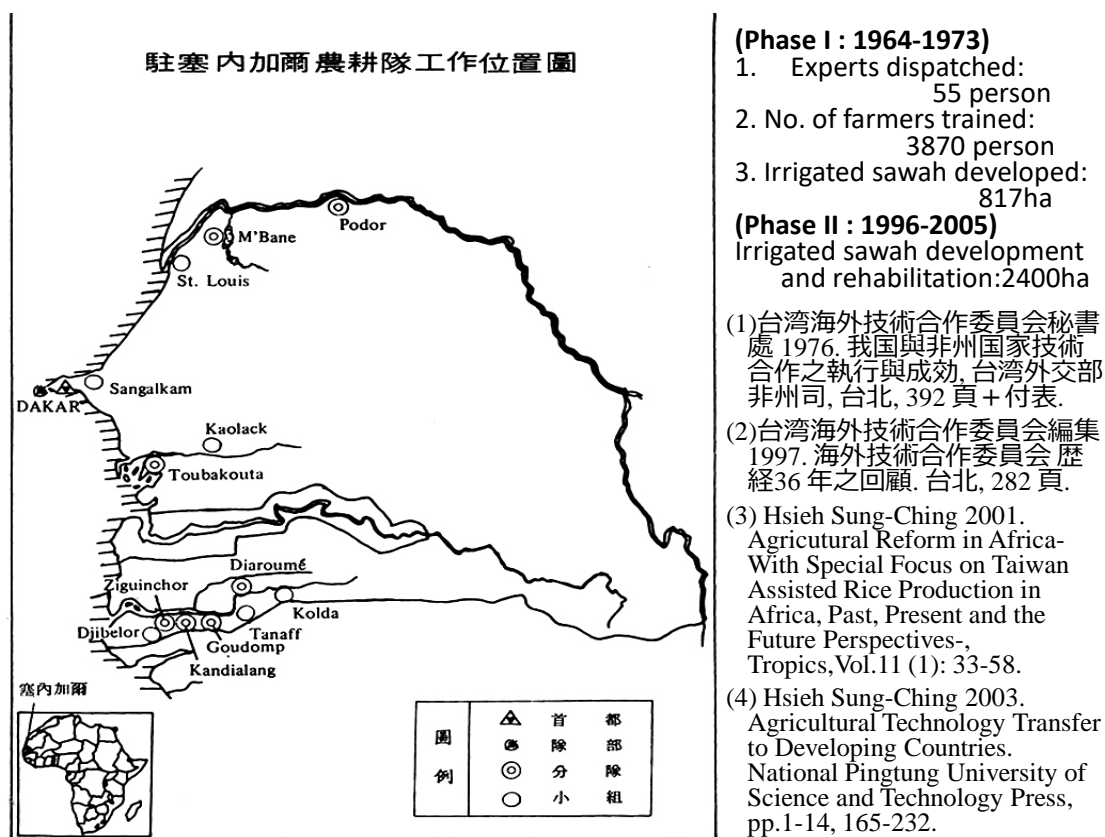 駐塞內加爾農耕隊工作位置圖
Podor
M'Bane
St. Louis
Sangalkam
DAKAR
Kaolack
Toubakouta
Diaroumé
Ziguinchor
Kolda
Djibelor
Tanaff
Goudomp
Kandialang
塞內加爾
圖例
首都
隊部
分隊
小組
(Phase I : 1964-1973)
1. Experts dispatched:
55 person
2. No. of farmers trained:
3870 person
3. Irrigated sawah developed:
817ha
(Phase II : 1996-2005)
Irrigated sawah development
and rehabilitation:2400ha
(1)台湾海外技術合作委員会秘書
處 1976. 我国與非州国家技術
合作之執行與成効, 台湾外交部
非州司, 台北, 392 頁＋付表.
(2)台湾海外技術合作委員会編集
1997. 海外技術合作委員会 歴
経36 年之回顧. 台北, 282 頁.
(3) Hsieh Sung-Ching 2001.
Agricutural Reform in Africa-
With Special Focus on Taiwan
Assisted Rice Production in
Africa, Past, Present and the
Future Perspectives-,
Tropics,Vol.11 (1): 33-58.
(4) Hsieh Sung-Ching 2003.
Agricultural Technology Transfer
to Developing Countries.
National Pingtung University of
Science and Technology Press,
pp.1-14, 165-232.